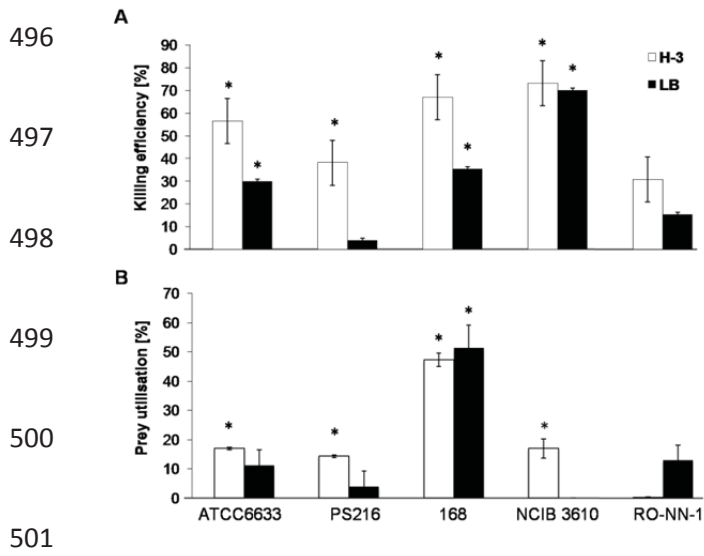 496
A
90
80
70
60
50
40
30
20
10
0
Killing efficiency [%]
* * * * * * *
H-3
LB
497
498
B
70
60
50
40
30
20
10
0
Prey utilisation [%]
* * * * *
499
500
ATCC6633 PS216 168 NCIB 3610 RO-NN-1
501